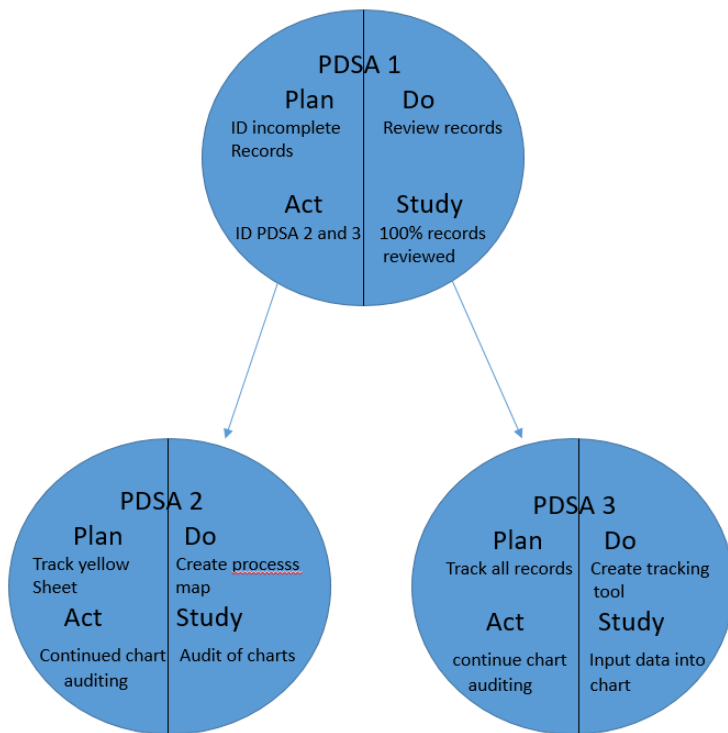 PDSA 1
Plan
Do
ID incomplete
Records
Review records
Act
Study
ID PDSA 2 and 3
100% records
reviewed
PDSA 2
Plan
Do
Track yellow
Sheet
Create processs
map
Act
Study
Continued chart
auditing
Audit of charts
PDSA 3
Plan
Do
Track all records
Create tracking
tool
Act
Study
continue chart
auditing
Input data into
chart